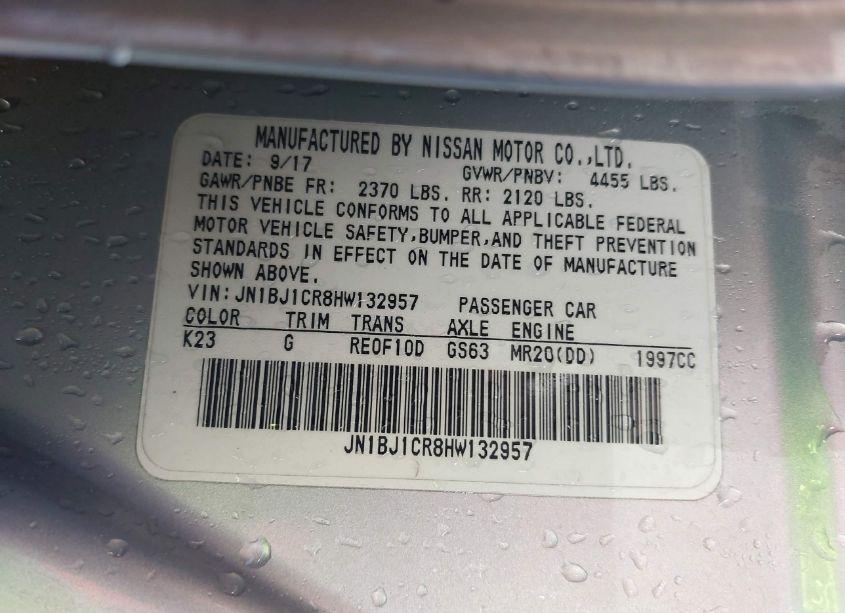 MANUFACTURED BY NISSAN MOTOR CO.,LTD.
DATE: 9/17 GVWR/PNBV: 4455 LBS.
GAWR/PNBE FR: 2370 LBS. RR: 2120 LBS.
THIS VEHICLE CONFORMS TO ALL APPLICABLE FEDERAL
MOTOR VEHICLE SAFETY,BUMPER,AND THEFT PREVENTION
STANDARDS IN EFFECT ON THE DATE OF MANUFACTURE
SHOWN ABOVE.
VIN:JN1BJ1CR8HW132957 PASSENGER CAR
COLOR TRIM TRANS AXLE ENGINE
K23 G RE0F10D GS63 MR20(DD) 1997CC
JN1BJ1CR8HW132957